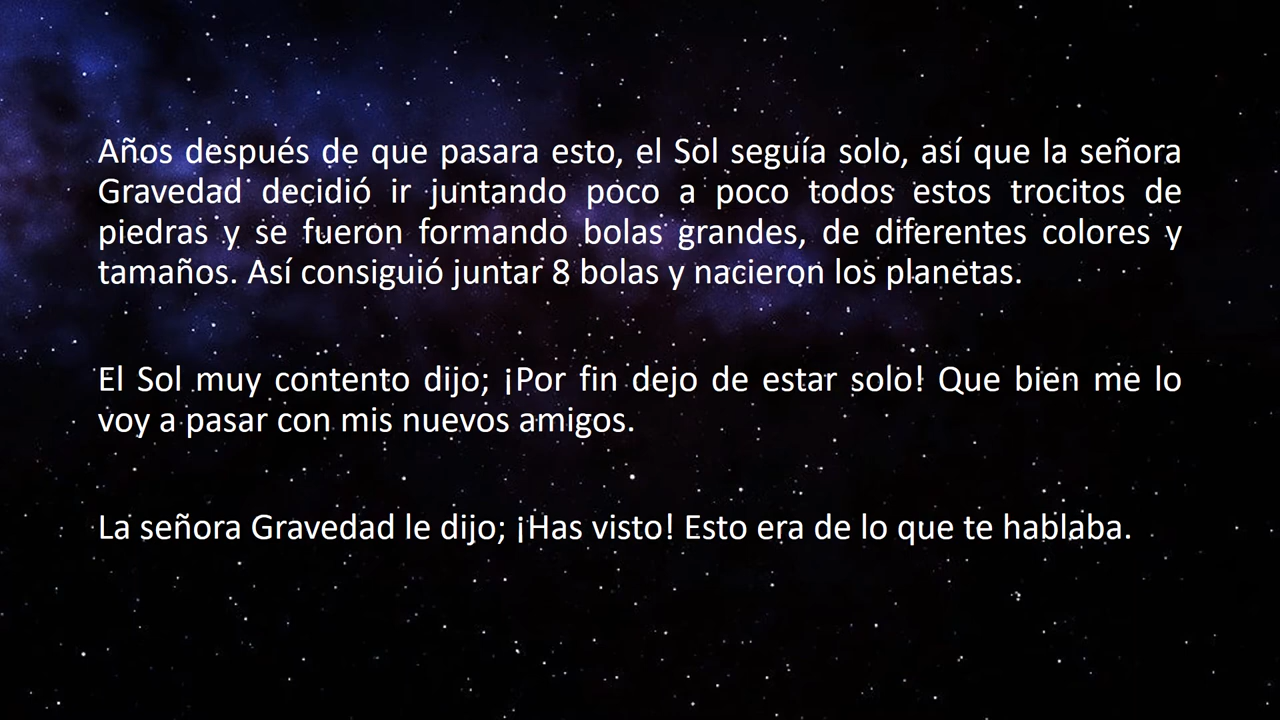 Años después de que pasara esto, el Sol seguía solo, así que la señora
Gravedad decidió ir juntando poco a poco todos estos trocitos de
piedras y se fueron formando bolas grandes, de diferentes colores y
tamaños. Así consiguió juntar 8 bolas y nacieron los planetas.
El Sol muy contento dijo; ¡Por fin dejo de estar solo! Que bien me lo
voy a pasar con mis nuevos amigos.
La señora Gravedad le dijo; ¡Has visto! Esto era de lo que te hablaba.